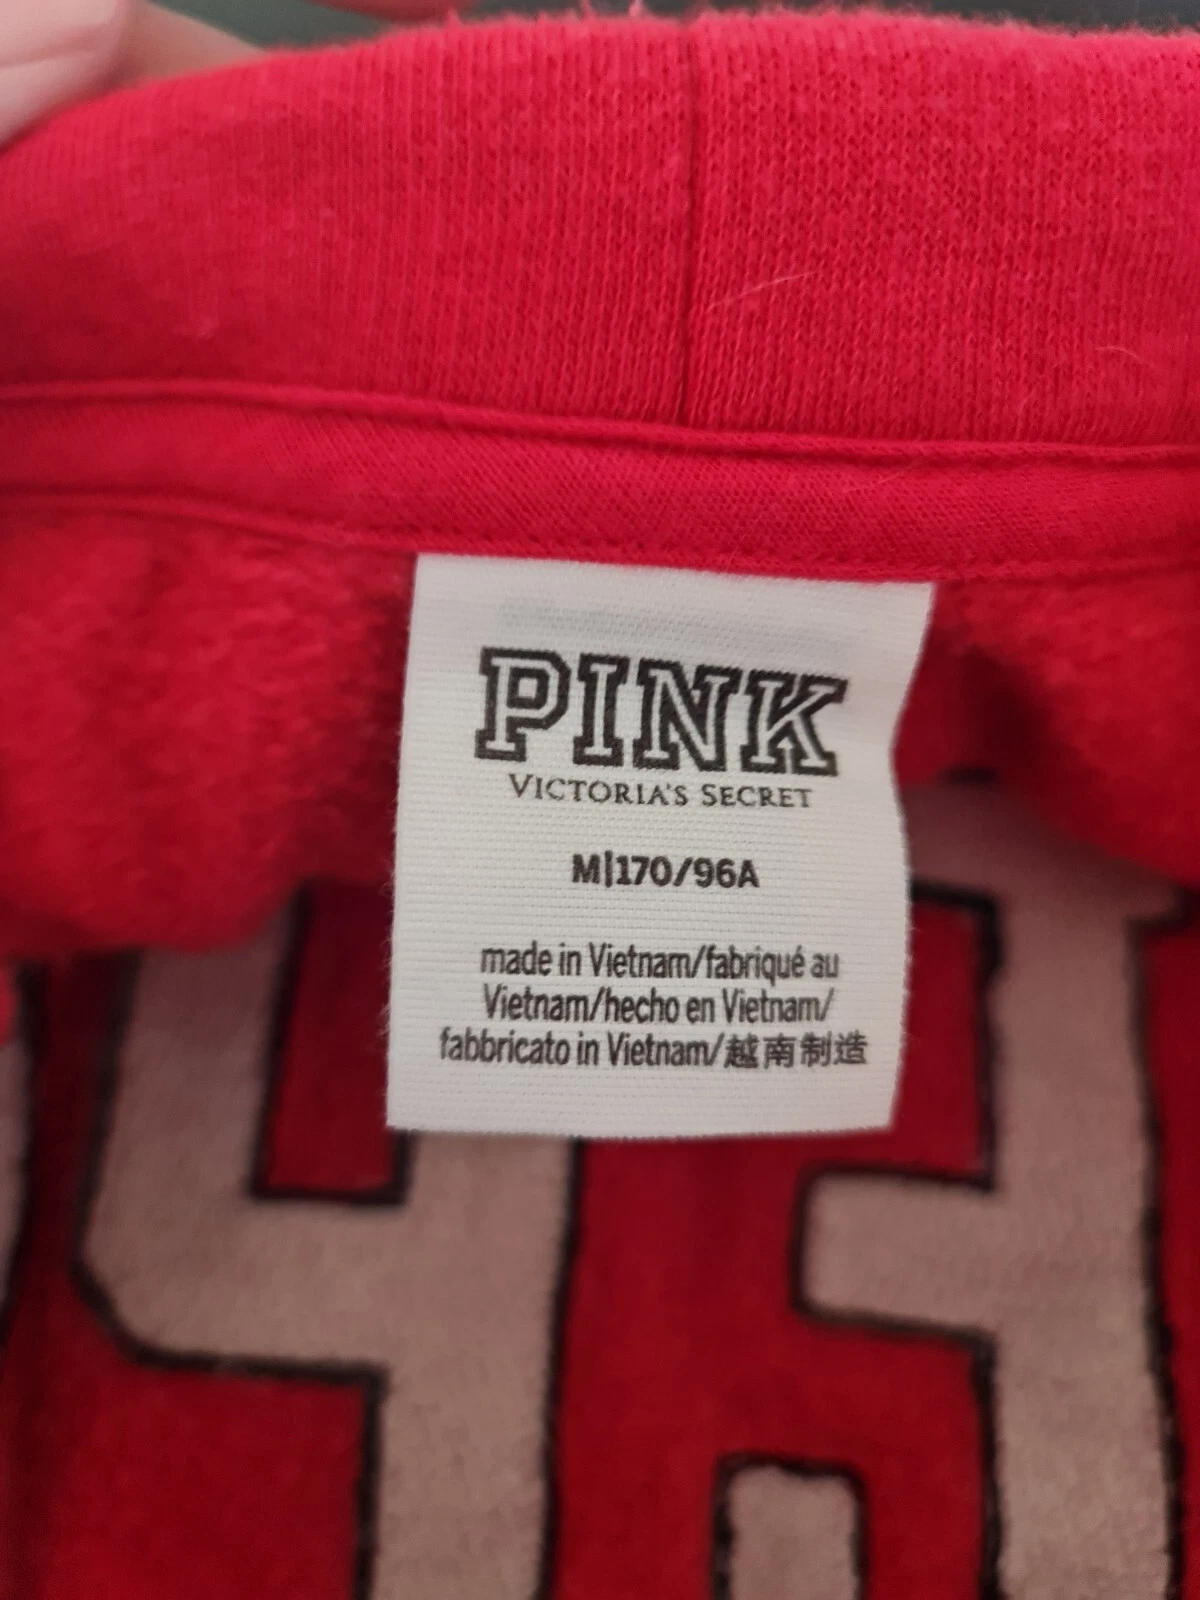 PINK
VICTORIA'S SECRET
M|170/96A
made in Vietnam/fabriqué au
Vietnam/hecho en Vietnam/
fabbricato in Vietnam/越南制造